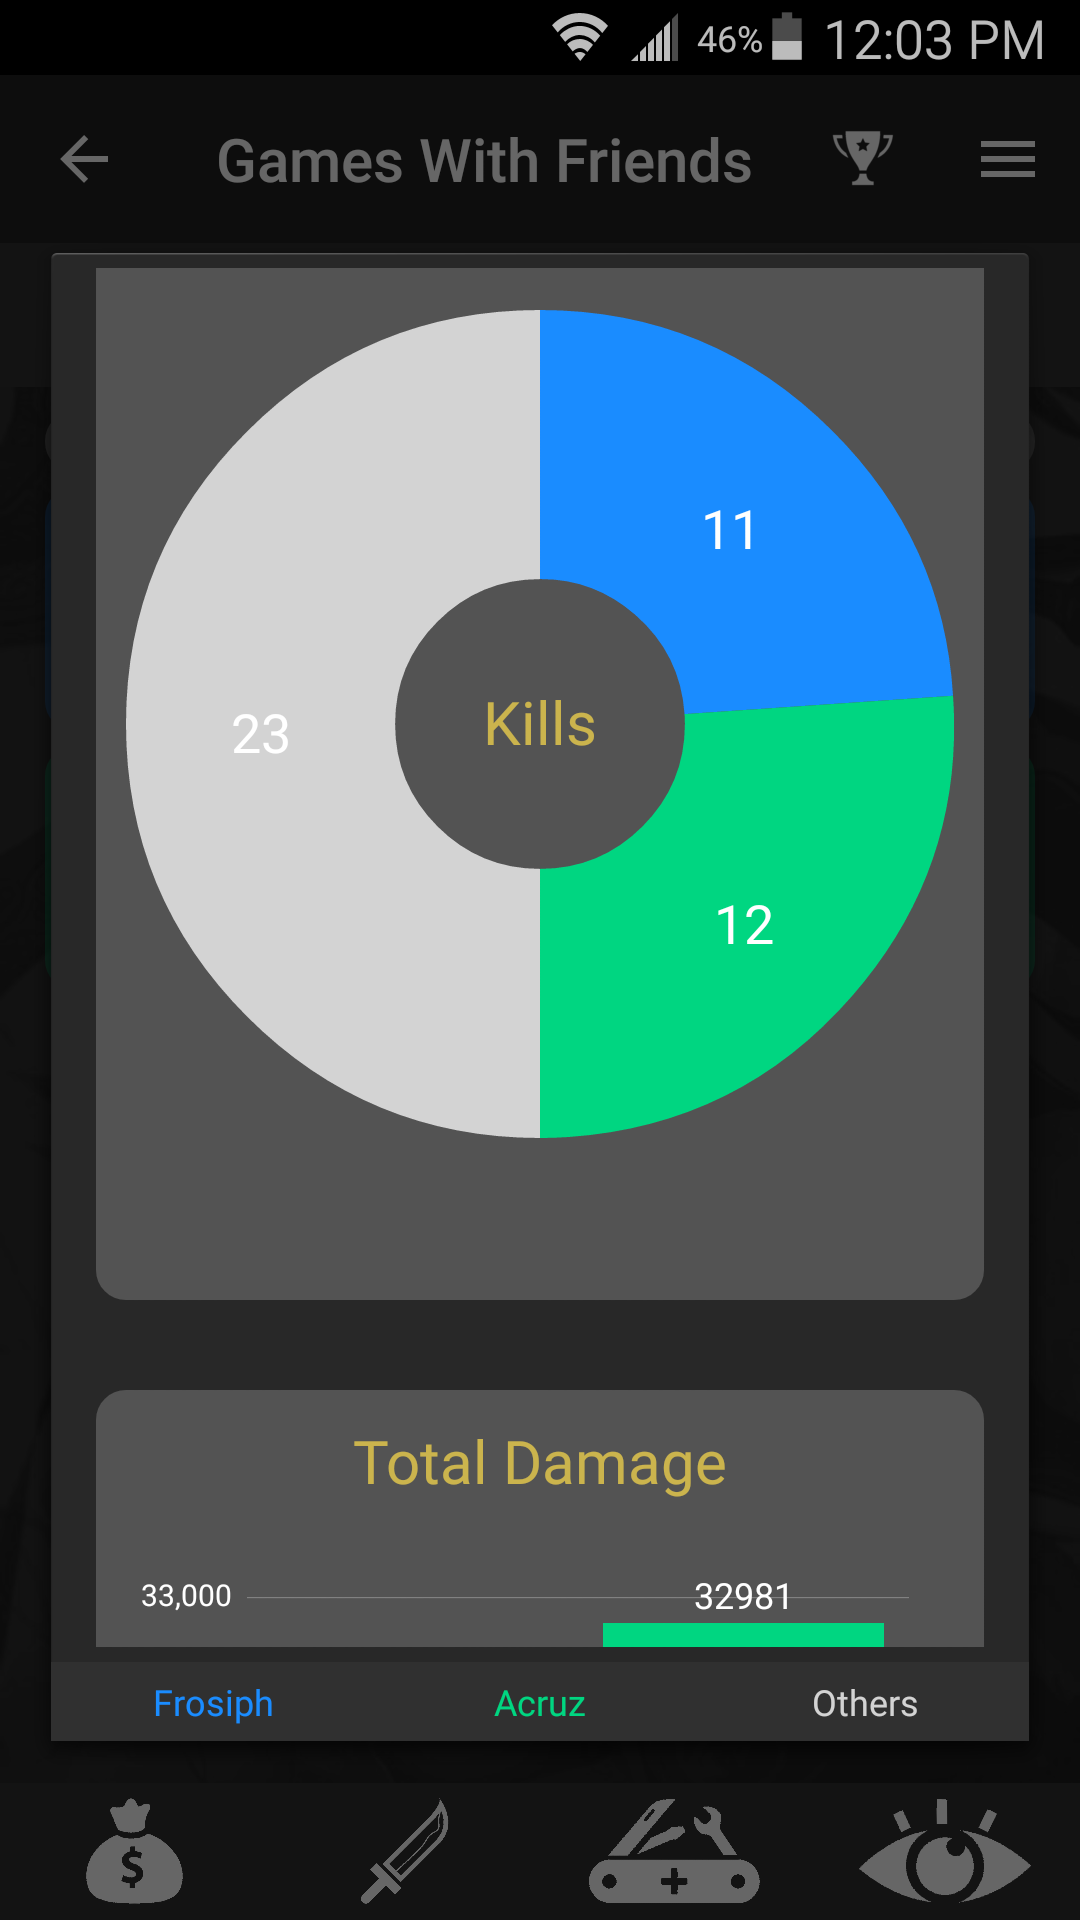 46% 12:03 PM
Games With Friends
11
Kills
23
12
Total Damage
33,000
32981
Frosiph Acruz Others
$